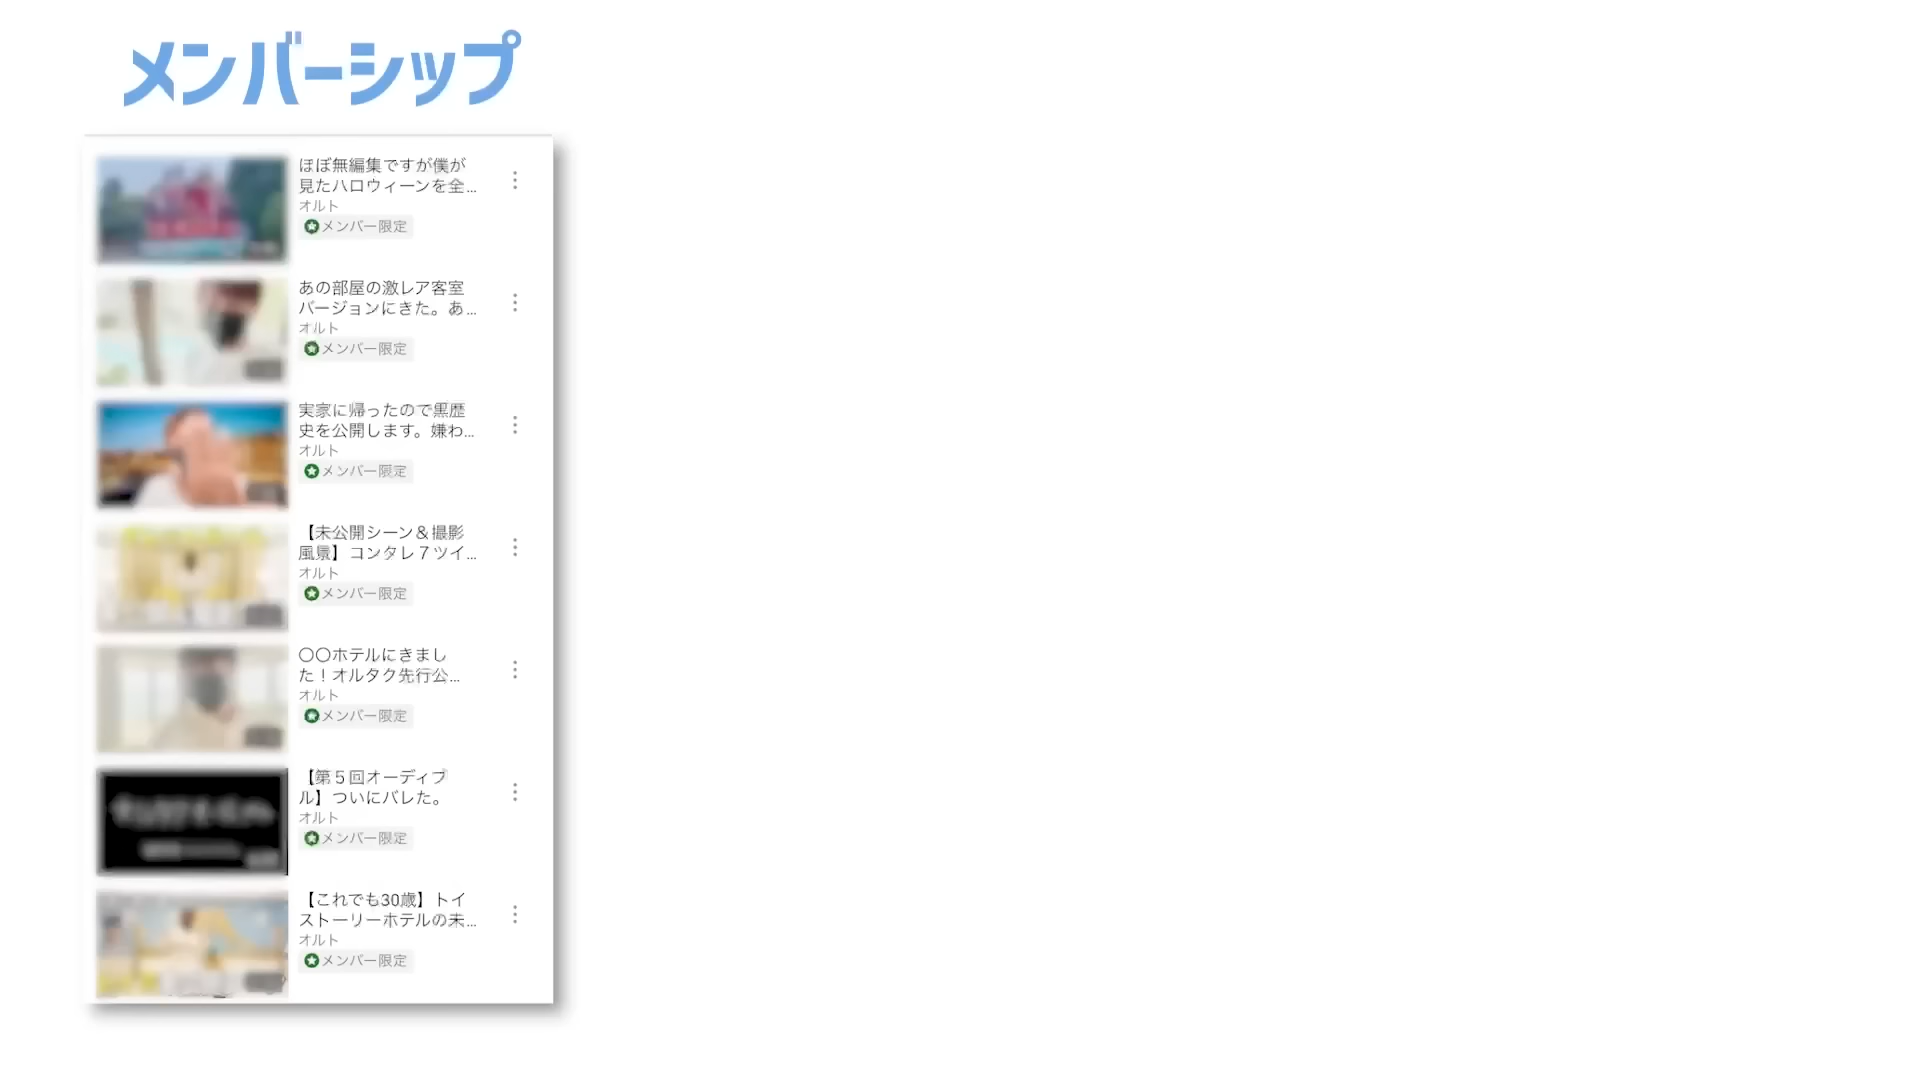 メンバーシップ
ほぼ無編集ですが僕が
見たハロウィーンを全...
オルト
メンバー限定
あの部屋の激レア客室
バージョンにきた。あ...
オルト
メンバー限定
実家に帰ったので黒歴
史を公開します。嫌わ...
オルト
メンバー限定
【未公開シーン＆撮影
風景】コンタレ７ツイ...
オルト
メンバー限定
〇〇ホテルにきまし
た！オルタク先行公...
オルト
メンバー限定
【第５回オーディブ
ル】ついにバレた。
オルト
メンバー限定
【これでも30歳】トイ
ストーリーホテルの未...
オルト
メンバー限定